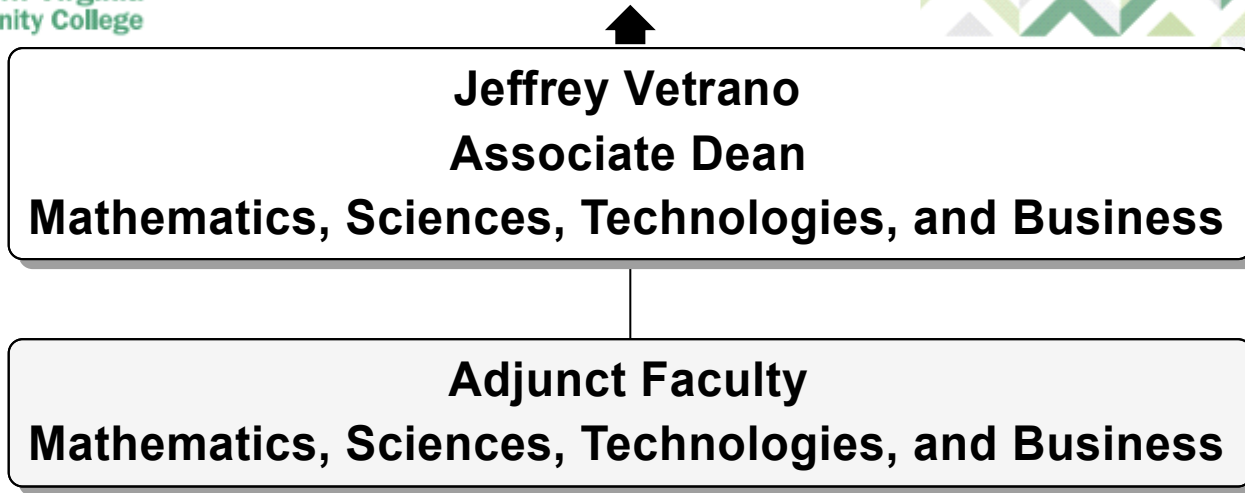 nity College
Jeffrey Vetrano
Associate Dean
Mathematics, Sciences, Technologies, and Business
Adjunct Faculty
Mathematics, Sciences, Technologies, and Business